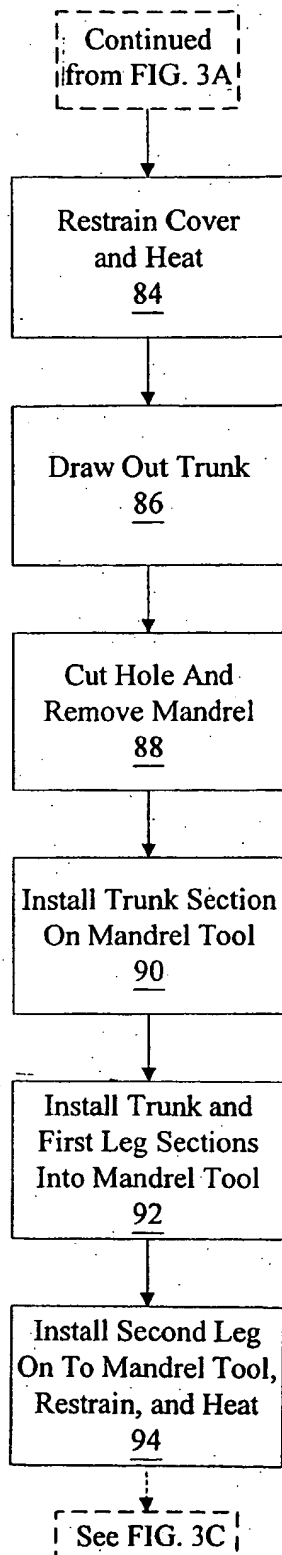 Continued
from FIG. 3A
Restrain Cover
and Heat
84
Draw Out Trunk
86
Cut Hole And
Remove Mandrel
88
Install Trunk Section
On Mandrel Tool
90
Install Trunk and
First Leg Sections
Into Mandrel Tool
92
Install Second Leg
On To Mandrel Tool,
Restrain, and Heat
94
See FIG. 3C